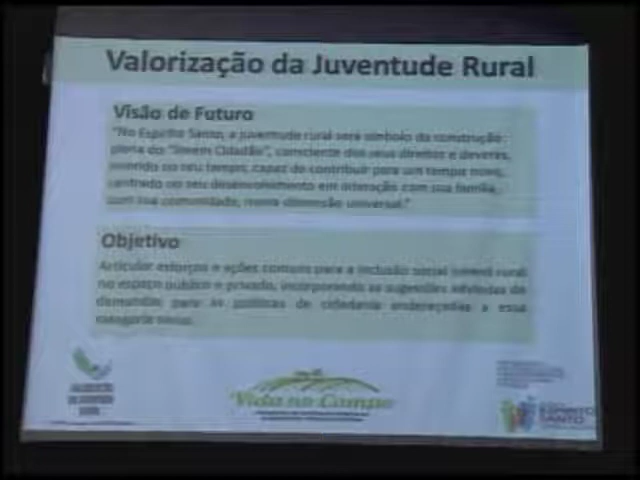 Valorização da Juventude Rural
Visão de Futuro
"No Espírito Santo, a juventude rural será símbolo da construção
plena do "Jovem Cidadão", consciente dos seus direitos e deveres,
inserido no seu tempo, capaz de contribuir para um tempo novo,
centrado no seu desenvolvimento em interação com sua família,
com sua comunidade, numa dimensão universal."
Objetivo
Articular esforços e ações comuns para a inclusão social juvenil rural
no espaço público e privado, incorporando as sugestões advindas de
demandas para as políticas de cidadania endereçadas a essa
categoria social.
Vida no Campo
ESPÍRITO
SANTO